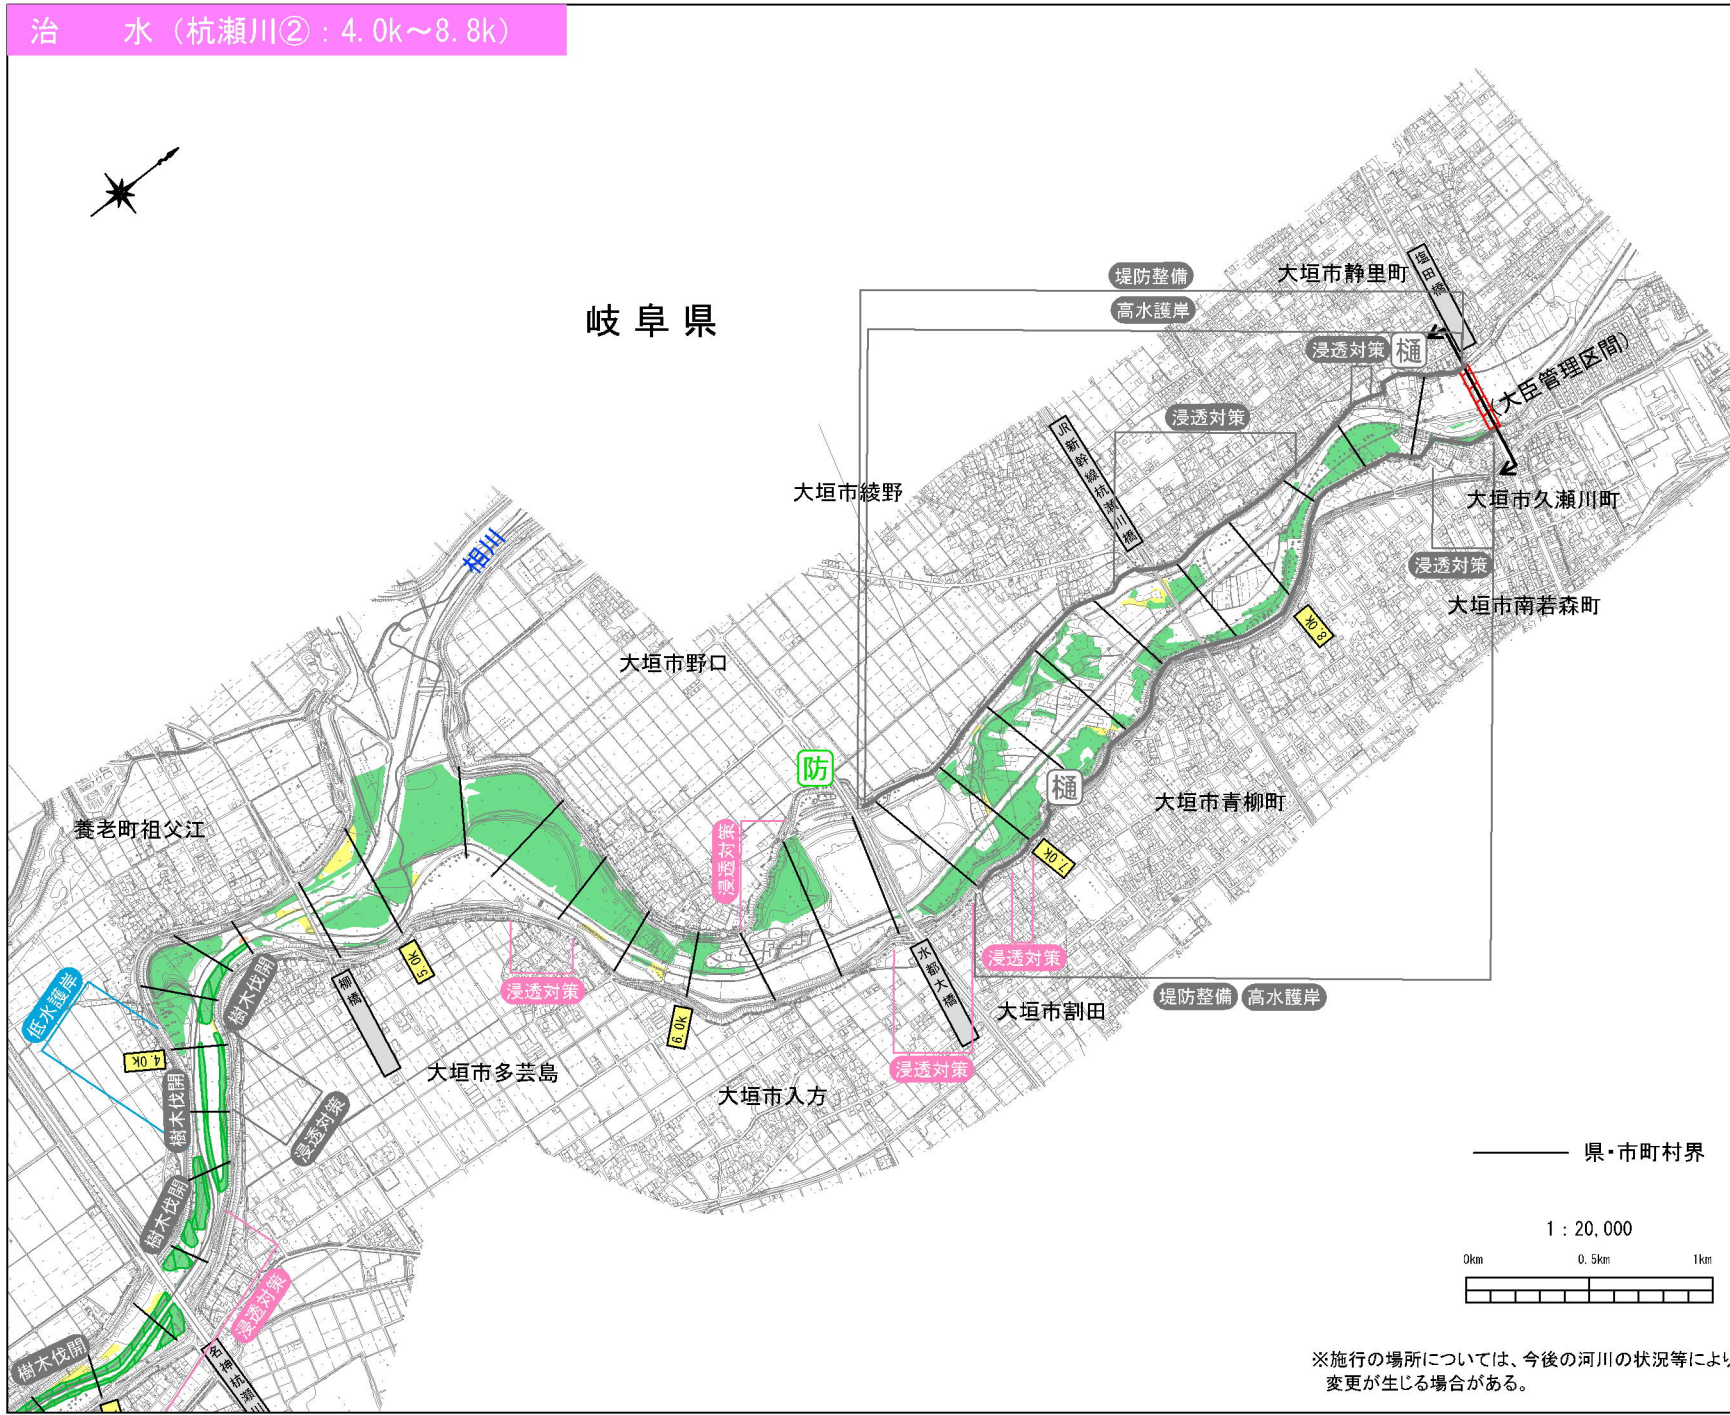 治　水（杭瀬川②：4.0k～8.8k）
岐阜県
堤防整備
高水護岸
大垣市静里町
塩田橋
浸透対策
樋
（大臣管理区間）
浸透対策
JR新幹線杭瀬川橋
大垣市綾野
大垣市久瀬川町
相川
浸透対策
大垣市南若森町
8.0k
大垣市野口
防
樋
大垣市青柳町
養老町祖父江
浸透対策
7.0k
5.0k
柳橋
浸透対策
浸透対策
水都大橋
堤防整備
高水護岸
低水護岸
樹木伐開
大垣市割田
6.0k
4.0k
大垣市多芸島
浸透対策
大垣市入方
樹木伐開
浸透対策
県・市町村界
樹木伐開
1：20,000
0km
0.5km
1km
浸透対策
樹木伐開
名神杭瀬川
※施行の場所については、今後の河川の状況等により
変更が生じる場合がある。